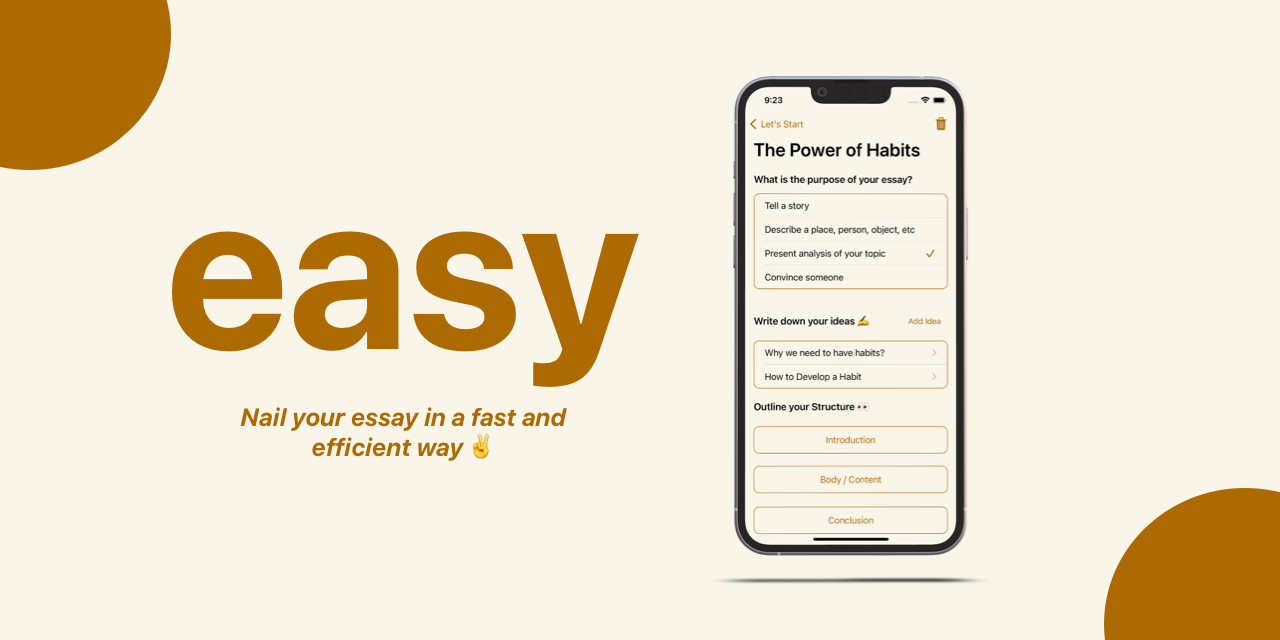 easy
Nail your essay in a fast and
efficient way ✌️
9:23
Let's Start
The Power of Habits
What is the purpose of your essay?
Tell a story
Describe a place, person, object, etc
Present analysis of your topic
Convince someone
Write down your ideas ✍️ Add Idea
Why we need to have habits?
How to Develop a Habit
Outline your Structure 👀
Introduction
Body / Content
Conclusion